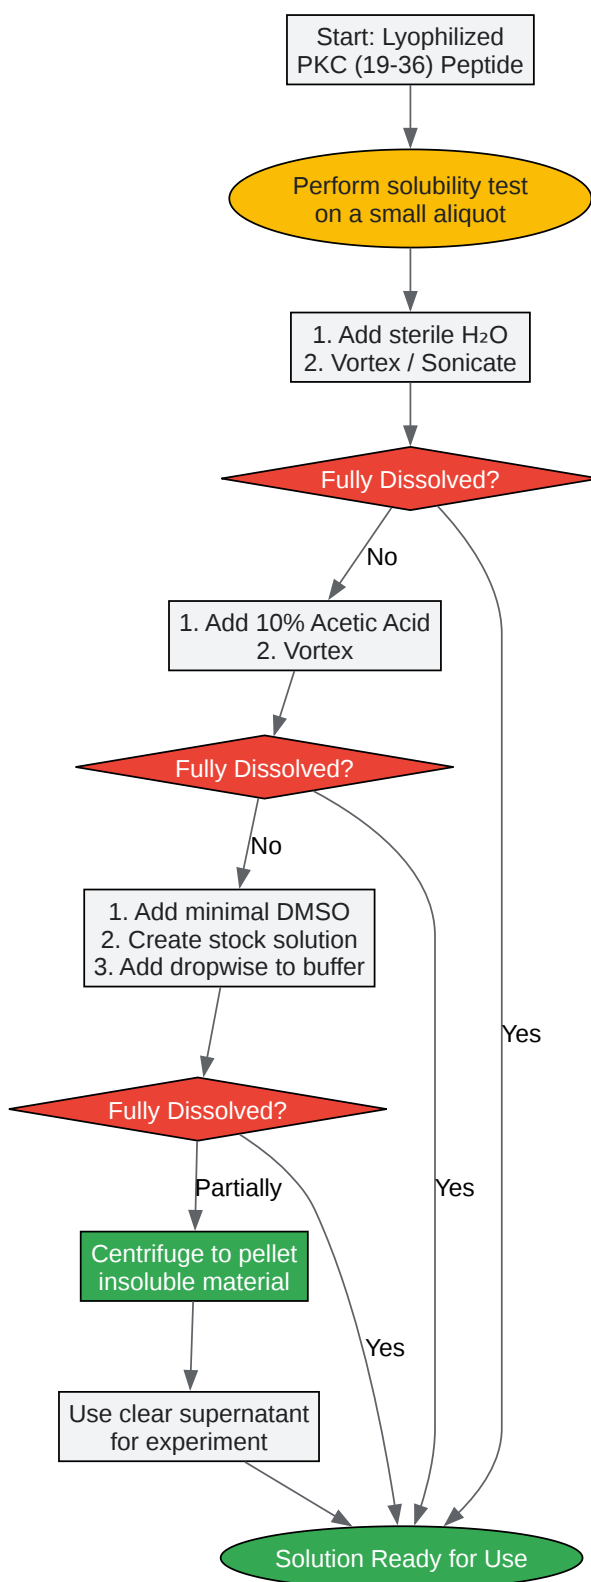 Start: Lyophilized
PKC (19-36) Peptide
Perform solubility test
on a small aliquot
1. Add sterile H₂O
2. Vortex / Sonicate
Fully Dissolved?
No
1. Add 10% Acetic Acid
2. Vortex
Fully Dissolved?
No
1. Add minimal DMSO
2. Create stock solution
3. Add dropwise to buffer
Yes
Fully Dissolved?
Partially
Yes
Centrifuge to pellet
insoluble material
Yes
Use clear supernatant
for experiment
Solution Ready for Use